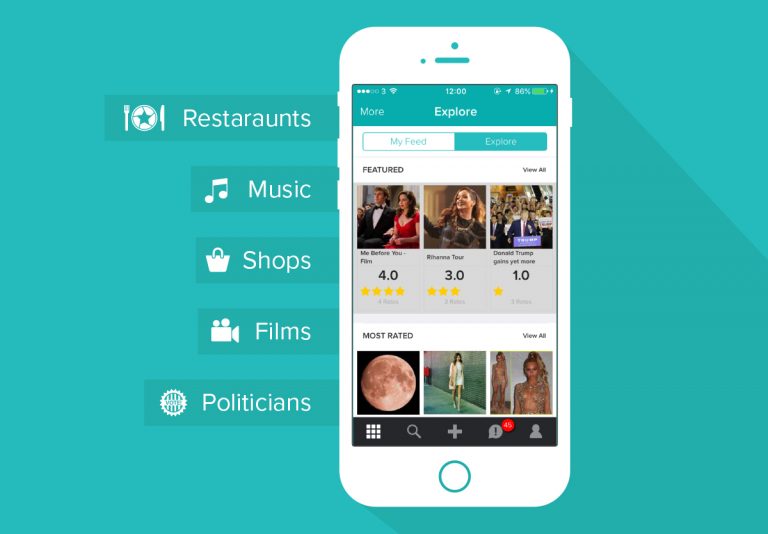 Restaraunts
Music
Shops
Films
VOTE!
Politicians
3 12:00 86%
More Explore
My Feed Explore
FEATURED View All
TRUMP
Me Before You - Rihanna Tour Donald Trump
Film gains yet more
4.0 3.0 1.0
4 Rates 2 Rates 3 Rates
MOST RATED View All
45